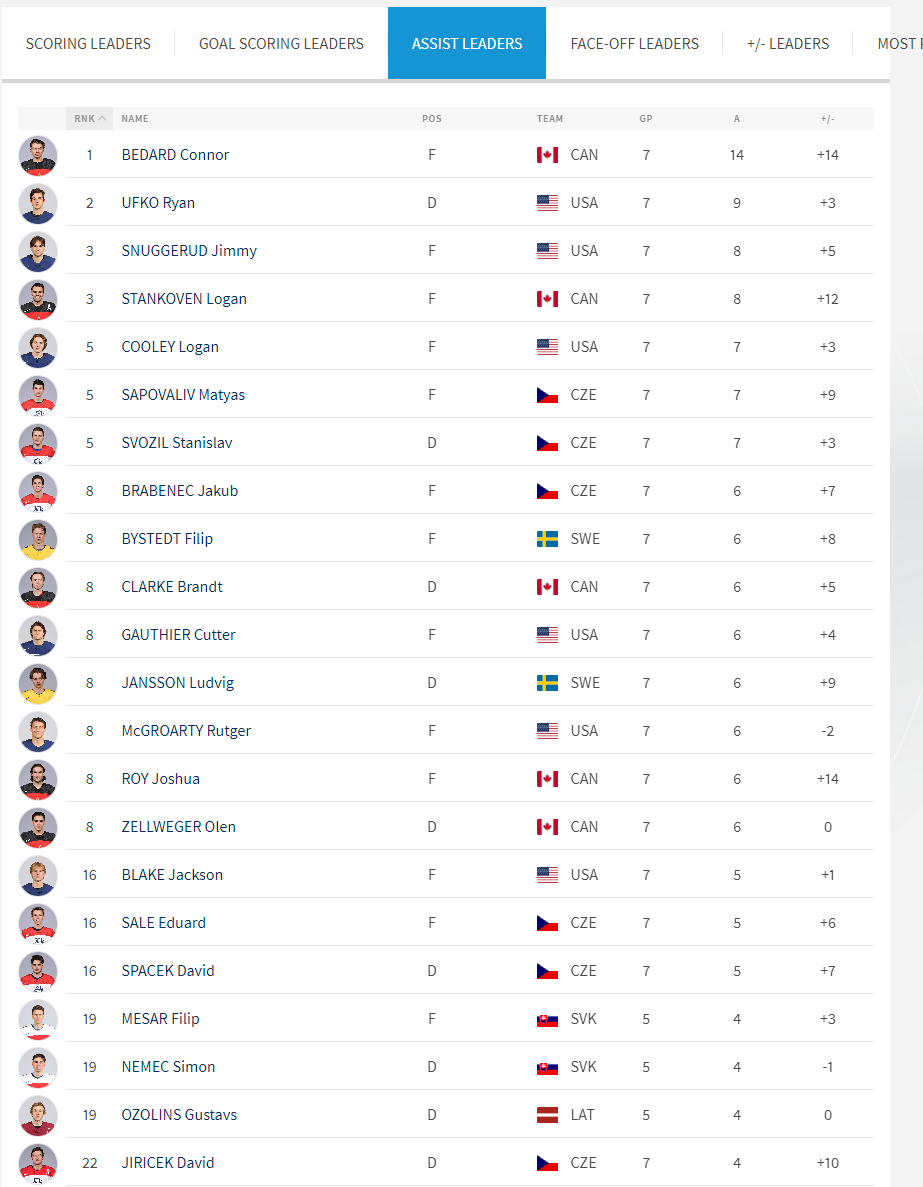 SCORING LEADERS GOAL SCORING LEADERS ASSIST LEADERS FACE-OFF LEADERS +/- LEADERS MOST
RNK NAME POS TEAM GP A +/-
1 BEDARD Connor F CAN 7 14 +14
2 UFKO Ryan D USA 7 9 +3
3 SNUGGERUD Jimmy F USA 7 8 +5
3 STANKOVEN Logan F CAN 7 8 +12
5 COOLEY Logan F USA 7 7 +3
5 SAPOVALIV Matyas F CZE 7 7 +9
5 SVOZIL Stanislav D CZE 7 7 +3
8 BRABENEC Jakub F CZE 7 6 +7
8 BYSTEDT Filip F SWE 7 6 +8
8 CLARKE Brandt D CAN 7 6 +5
8 GAUTHIER Cutter F USA 7 6 +4
8 JANSSON Ludvig D SWE 7 6 +9
8 McGROARTY Rutger F USA 7 6 -2
8 ROY Joshua F CAN 7 6 +14
8 ZELLWEGER Olen D CAN 7 6 0
16 BLAKE Jackson F USA 7 5 +1
16 SALE Eduard F CZE 7 5 +6
16 SPACEK David D CZE 7 5 +7
19 MESAR Filip F SVK 5 4 +3
19 NEMEC Simon D SVK 5 4 -1
19 OZOLINS Gustavs D LAT 5 4 0
22 JIRICEK David D CZE 7 4 +10